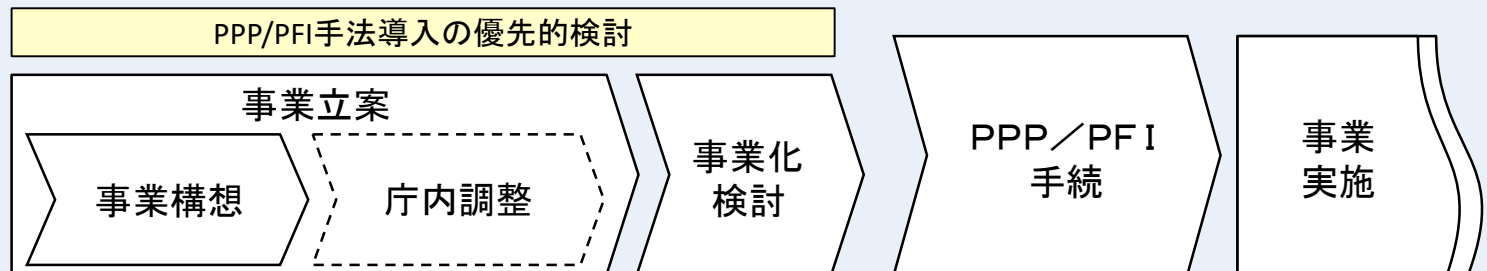 PPP/PFI手法導入の優先的検討
事業立案
事業構想
庁内調整
事業化
検討
ＰＰＰ／ＰＦＩ
手続
事業
実施